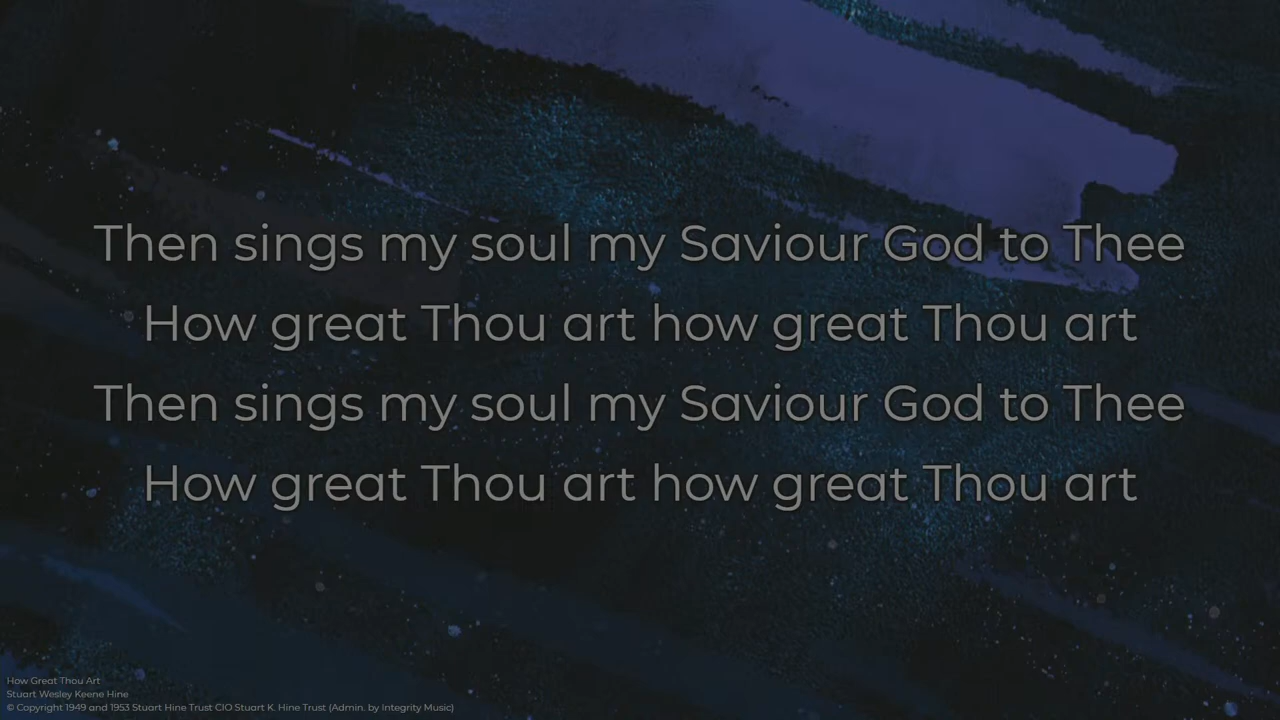 Then sings my soul my Saviour God to Thee
How great Thou art how great Thou art
Then sings my soul my Saviour God to Thee
How great Thou art how great Thou art
How Great Thou Art
Stuart Wesley Keene Hine
© Copyright 1949 and 1953 Stuart Hine Trust CIO Stuart K. Hine Trust (Admin. by Integrity Music)